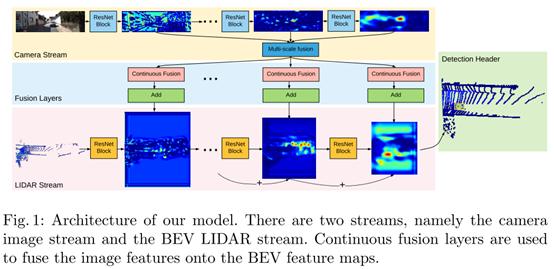 ResNet
Block
ResNet
Block
ResNet
Block
Camera Stream
Multi-scale fusion
Continuous Fusion
Continuous Fusion
Continuous Fusion
Fusion Layers
Add
Add
Add
Detection Header
ResNet
Block
ResNet
Block
ResNet
Block
LIDAR Stream
+
+
Fig. 1: Architecture of our model. There are two streams, namely the camera
image stream and the BEV LIDAR stream. Continuous fusion layers are used
to fuse the image features onto the BEV feature maps.